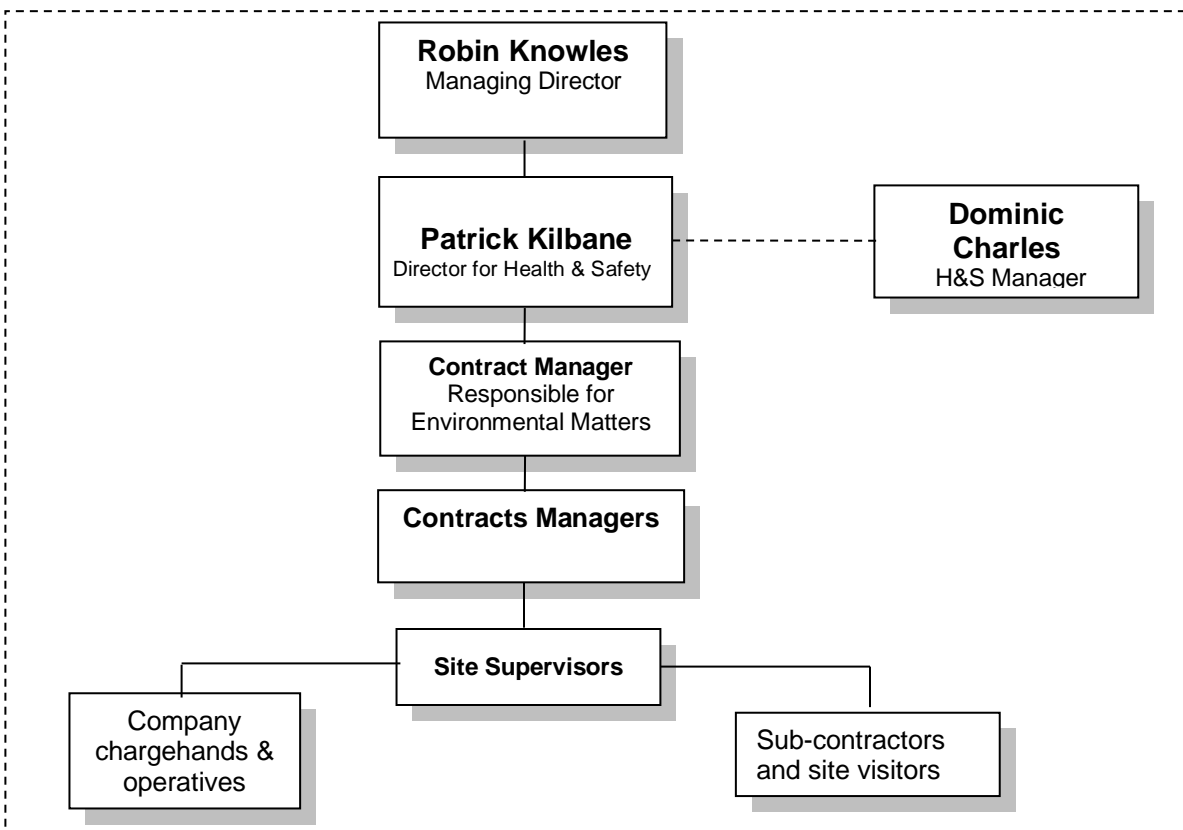 Robin Knowles
Managing Director
Patrick Kilbane
Director for Health & Safety
Dominic
Charles
H&S Manager
Contract Manager
Responsible for
Environmental Matters
Contracts Managers
Site Supervisors
Company
chargehands &
operatives
Sub-contractors
and site visitors